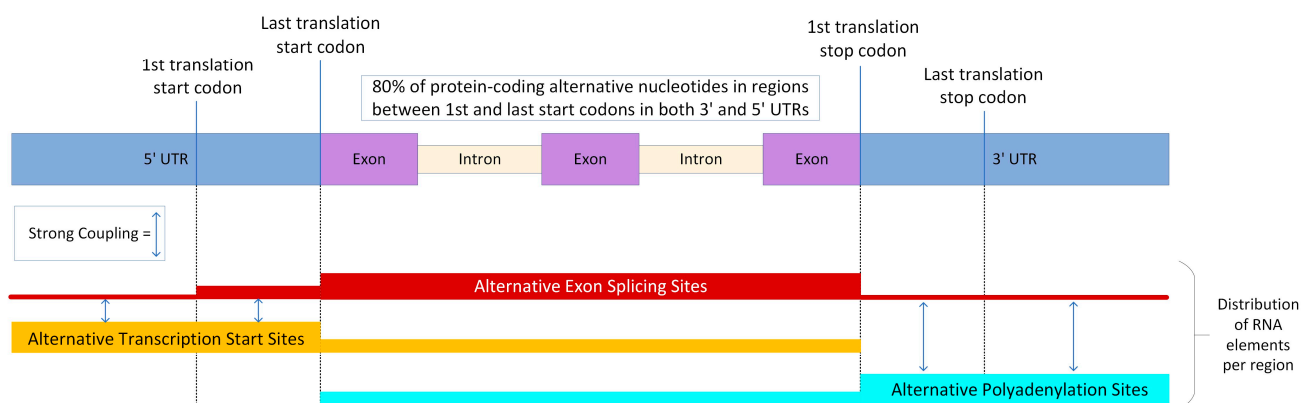 Last translation
start codon
1st translation
stop codon
1st translation
start codon
Last translation
stop codon
80% of protein-coding alternative nucleotides in regions
between 1st and last start codons in both 3' and 5' UTRs
5' UTR
Exon
Intron
Exon
Intron
Exon
3' UTR
Strong Coupling =
Alternative Exon Splicing Sites
Alternative Transcription Start Sites
Alternative Polyadenylation Sites
Distribution
of RNA
elements
per region